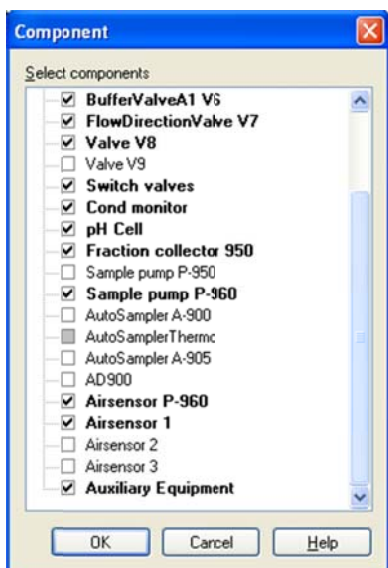 Component
Select components
BufferValveA1 V6
FlowDirectionValve V7
Valve V8
Valve V9
Switch valves
Cond monitor
pH Cell
Fraction collector 950
Sample pump P-950
Sample pump P-960
AutoSampler A-900
AutoSamplerThermo
AutoSampler A-905
AD900
Airsensor P-960
Airsensor 1
Airsensor 2
Airsensor 3
Auxiliary Equipment
OK Cancel Help